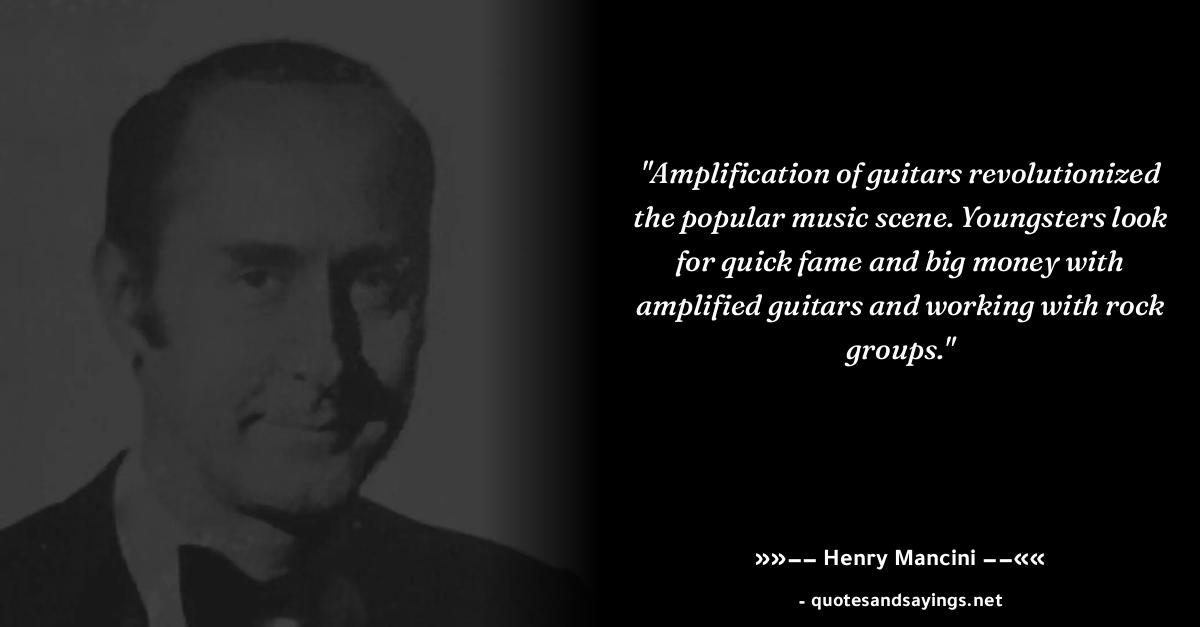 "Amplification of guitars revolutionized
the popular music scene. Youngsters look
for quick fame and big money with
amplified guitars and working with rock
groups."
»»−− Henry Mancini −−««
- quotesandsayings.net